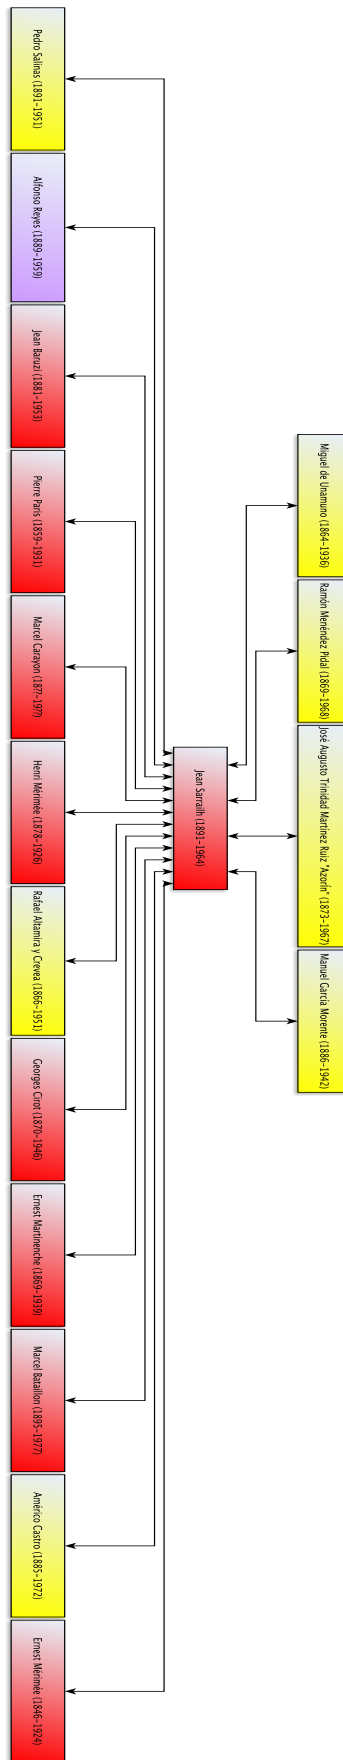 Miguel de Unamuno (1864-1936)
Ramón Menéndez Pidal (1869-1968)
José Augusto Trinidad Martínez Ruiz "Azorín" (1873-1967)
Manuel García Morente (1886-1942)
Jean Sarrailh (1891-1964)
Pedro Salinas (1891-1951)
Alfonso Reyes (1889-1959)
Jean Baruzi (1881-1953)
Pierre Paris (1859-1931)
Marcel Carayon (18??-19??)
Henri Mérimée (1878-1926)
Rafael Altamira y Crevea (1866-1951)
Georges Cirot (1870-1946)
Ernest Martinenche (1869-1939)
Marcel Bataillon (1895-1977)
Américo Castro (1885-1972)
Ernest Mérimée (1846-1924)